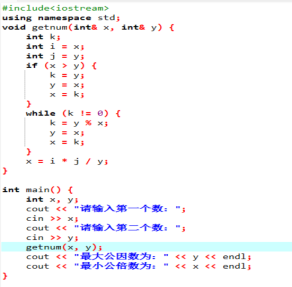 #include<iostream>
using namespace std;
void getnum(int& x, int& y) {
    int k;
    int i = x;
    int j = y;
    if (x > y) {
        k = y;
        y = x;
        x = k;
    }
    while (k != 0) {
        k = y % x;
        y = x;
        x = k;
    }
    x = i * j / y;
}
int main() {
    int x, y;
    cout << "请输入第一个数: ";
    cin >> x;
    cout << "请输入第二个数: ";
    cin >> y;
    getnum(x, y);
    cout << "最大公因数为: " << y << endl;
    cout << "最小公倍数为: " << x << endl;
}